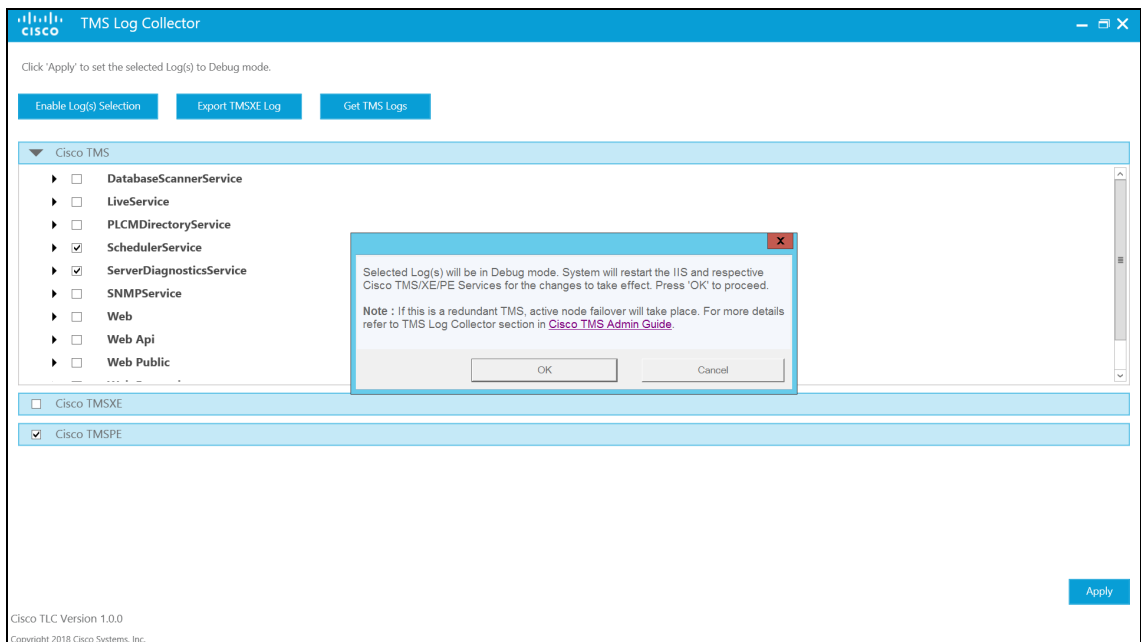 CISCO TMS Log Collector
Click 'Apply' to set the selected Log(s) to Debug mode.
Enable Log(s) Selection Export TMSXE Log Get TMS Logs
Cisco TMS
DatabaseScannerService
LiveService
PLCMDirectoryService
SchedulerService
ServerDiagnosticsService
SNMPService
Web
Web Api
Web Public
Cisco TMSXE
Cisco TMSPE
X
Selected Log(s) will be in Debug mode. System will restart the IIS and respective
Cisco TMS/XE/PE Services for the changes to take effect. Press 'OK' to proceed.
Note : If this is a redundant TMS, active node failover will take place. For more details
refer to TMS Log Collector section in Cisco TMS Admin Guide.
OK Cancel
Apply
Cisco TLC Version 1.0.0
Copyright 2018 Cisco Systems, Inc.